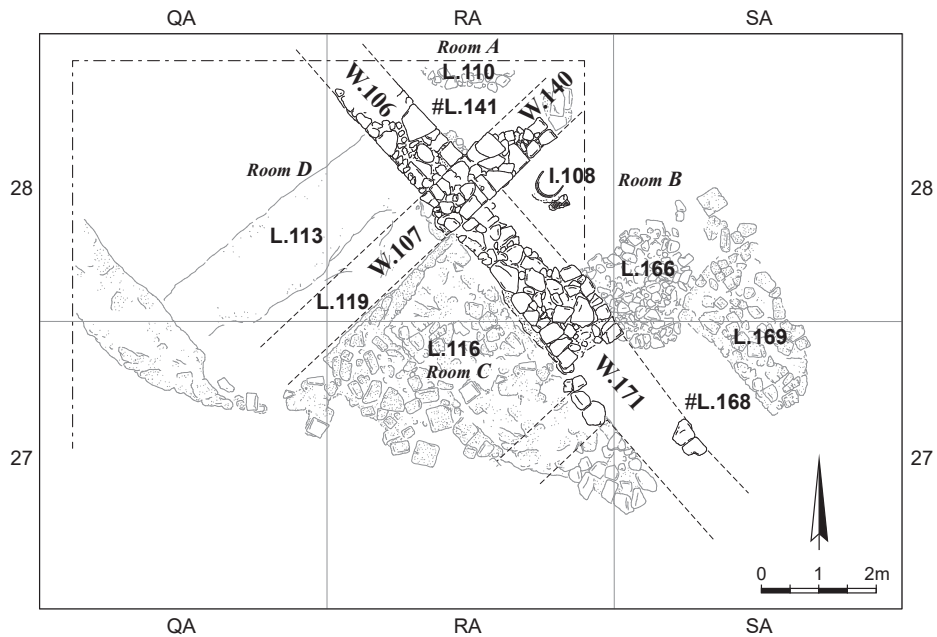 QA RA SA
Room A
L.110
W.106
#L.141
W.140
Room D
28
I.108
Room B
28
L.113
W.107
L.166
L.119
L.116
L.169
Room C
W.171
#L.168
27
27
0 1 2m
QA RA SA